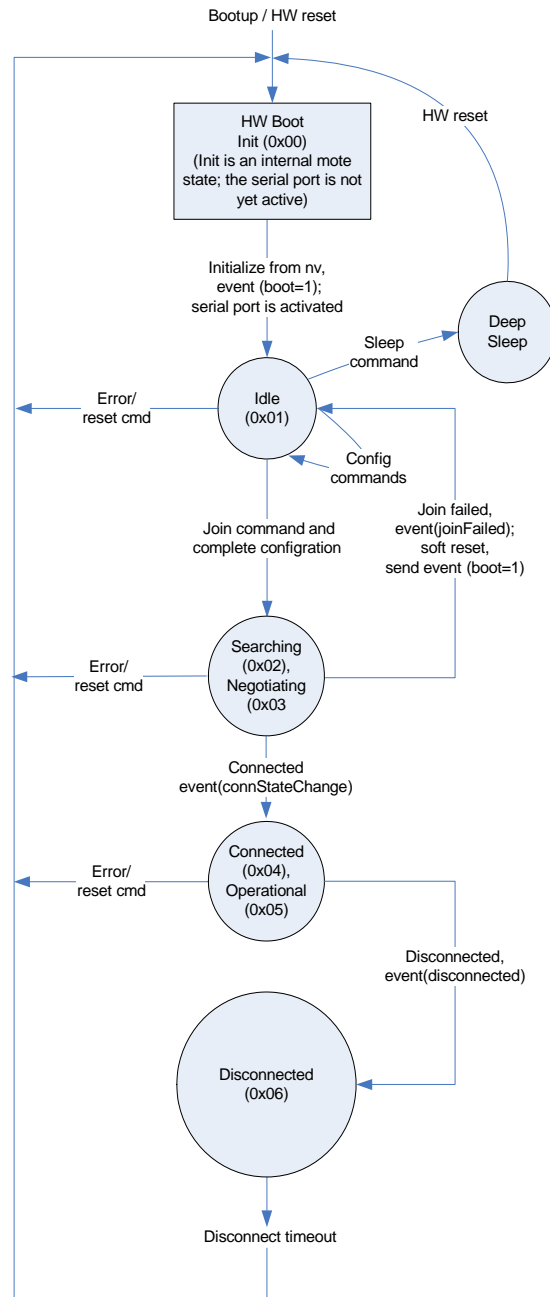 Bootup / HW reset
HW reset
HW Boot
Init (0x00)
(Init is an internal mote
state; the serial port is not
yet active)
Initialize from nv,
event (boot=1);
serial port is activated
Deep
Sleep
Sleep
command
Error/
reset cmd
Idle
(0x01)
Config
commands
Join command and
complete configration
Join failed,
event(joinFailed);
soft reset,
send event (boot=1)
Error/
reset cmd
Searching
(0x02),
Negotiating
(0x03
Connected
event(connStateChange)
Error/
reset cmd
Connected
(0x04),
Operational
(0x05)
Disconnected,
event(disconnected)
Disconnected
(0x06)
Disconnect timeout